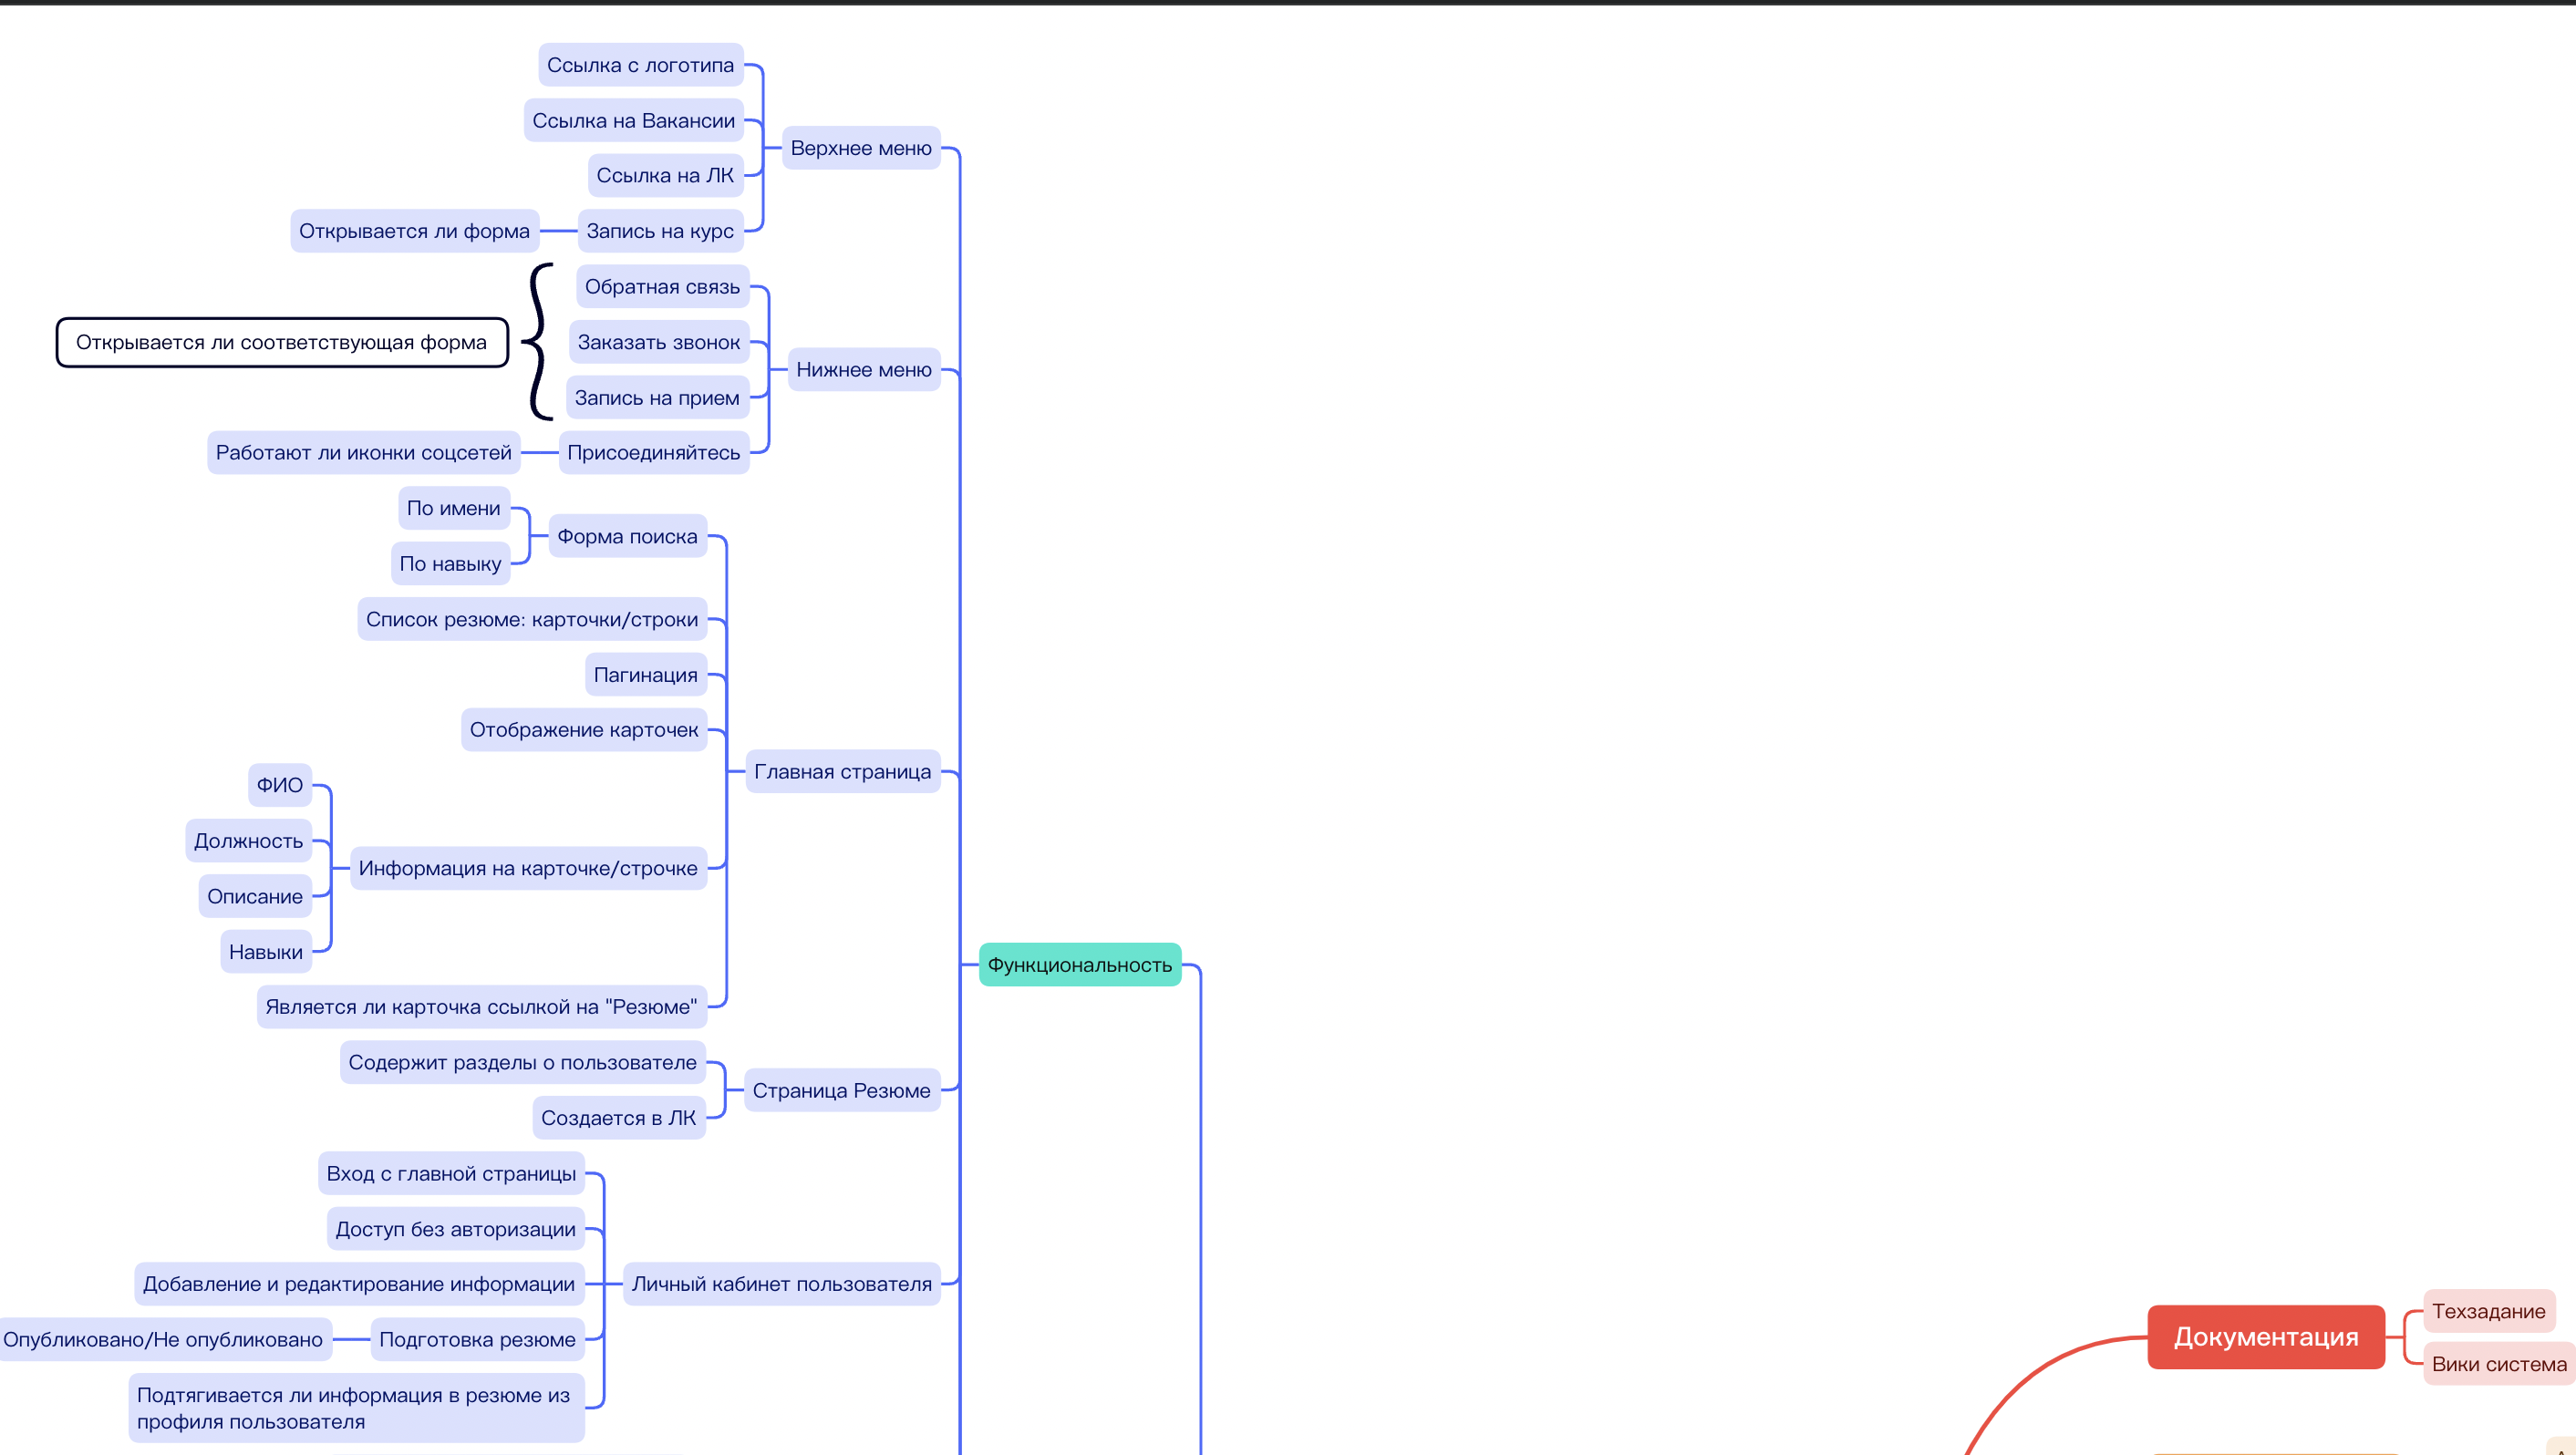 Ссылка с логотипа
Ссылка на Вакансии
Верхнее меню
Ссылка на ЛК
Открывается ли форма
Запись на курс
Обратная связь
Открывается ли соответствующая форма
Заказать звонок
Нижнее меню
Запись на прием
Работают ли иконки соцсетей
Присоединяйтесь
По имени
Форма поиска
По навыку
Список резюме: карточки/строки
Пагинация
Отображение карточек
Главная страница
ФИО
Должность
Информация на карточке/строчке
Описание
Навыки
Функциональность
Является ли карточка ссылкой на "Резюме"
Содержит разделы о пользователе
Страница Резюме
Создается в ЛК
Вход с главной страницы
Доступ без авторизации
Добавление и редактирование информации
Личный кабинет пользователя
Опубликовано/Не опубликовано
Подготовка резюме
Подтягивается ли информация в резюме из
профиля пользователя
Документация
Техзадание
Вики система